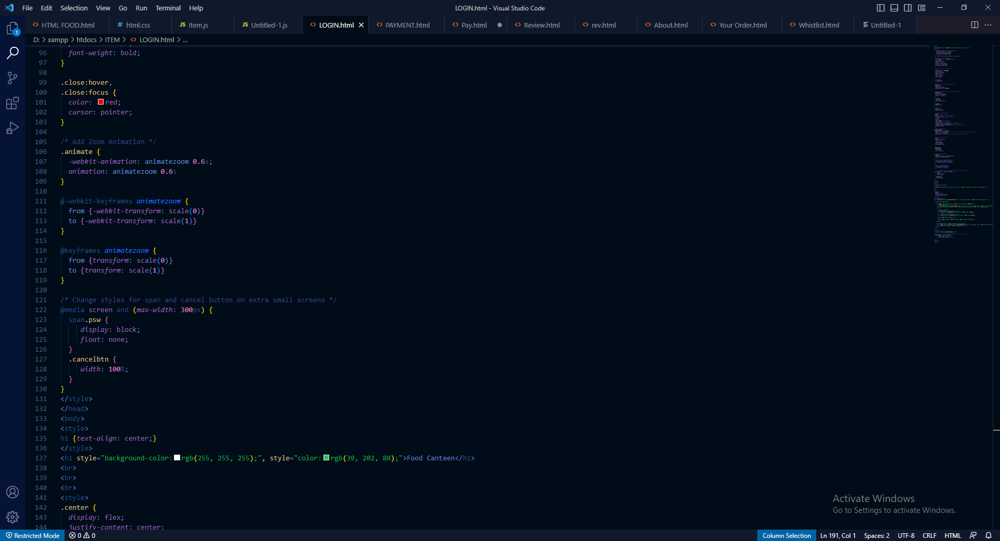 File Edit Selection View Go Run Terminal Help
LOGIN.html - Visual Studio Code
HTML FOOD.html
# html.css
JS Item.js
JS Untitled-1.js
LOGIN.html
PAYMENT.html
Pay.html
Review.html
rev.html
About.html
Your Order.html
Whistlist.html
Untitled-1
1
D: > xampp > htdocs > ITEM > LOGIN.html > ...
96 font-weight: bold;
97 }
98
99 .close:hover,
100 .close:focus {
101 color: red;
102 cursor: pointer;
103 }
104
105 /* Add Zoom Animation */
106 .animate {
107 -webkit-animation: animatezoom 0.6s;
108 animation: animatezoom 0.6s
109 }
110
111 @-webkit-keyframes animatezoom {
112 from {-webkit-transform: scale(0)}
113 to {-webkit-transform: scale(1)}
114 }
115
116 @keyframes animatezoom {
117 from {transform: scale(0)}
118 to {transform: scale(1)}
119 }
120
121 /* Change styles for span and cancel button on extra small screens */
122 @media screen and (max-width: 300px) {
123 span.psw {
124 display: block;
125 float: none;
126 }
127 .cancelbtn {
128 width: 100%;
129 }
130 }
131 </style>
132 </head>
133 <body>
134 <style>
135 h1 {text-align: center;}
136 </style>
137 <h1 style="background-color:rgb(255, 255, 255);", style="color:rgb(39, 202, 88);">Food Canteen</h1>
138 <br>
139 <br>
140 <br>
141 <style>
142 .center {
143 display: flex;
144 justify-content: center;
Activate Windows
Go to Settings to activate Windows.
Restricted Mode
0 0
Column Selection Ln 191, Col 1 Spaces: 2 UTF-8 CRLF HTML